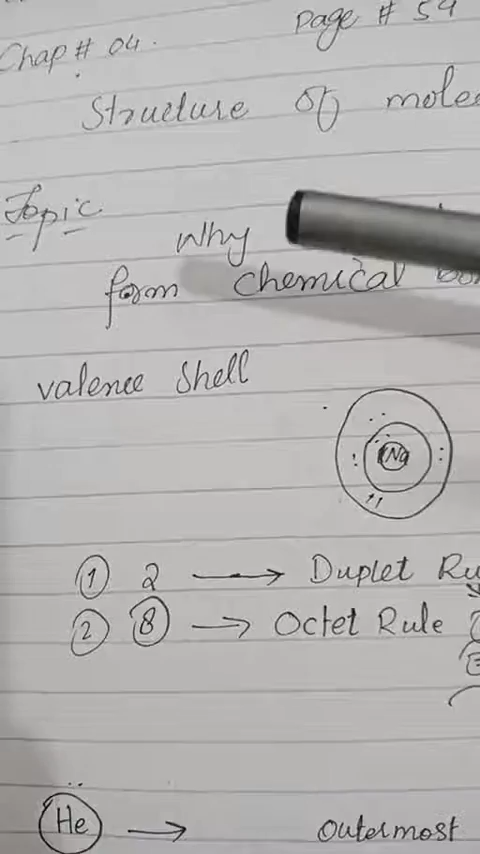 Page # 54
Chap # 04.
Structure of
Topic
Why
form chemical
valence Shell
Na
① 2 → Duplet
② ⑧ → Octet Rule
He → outermost